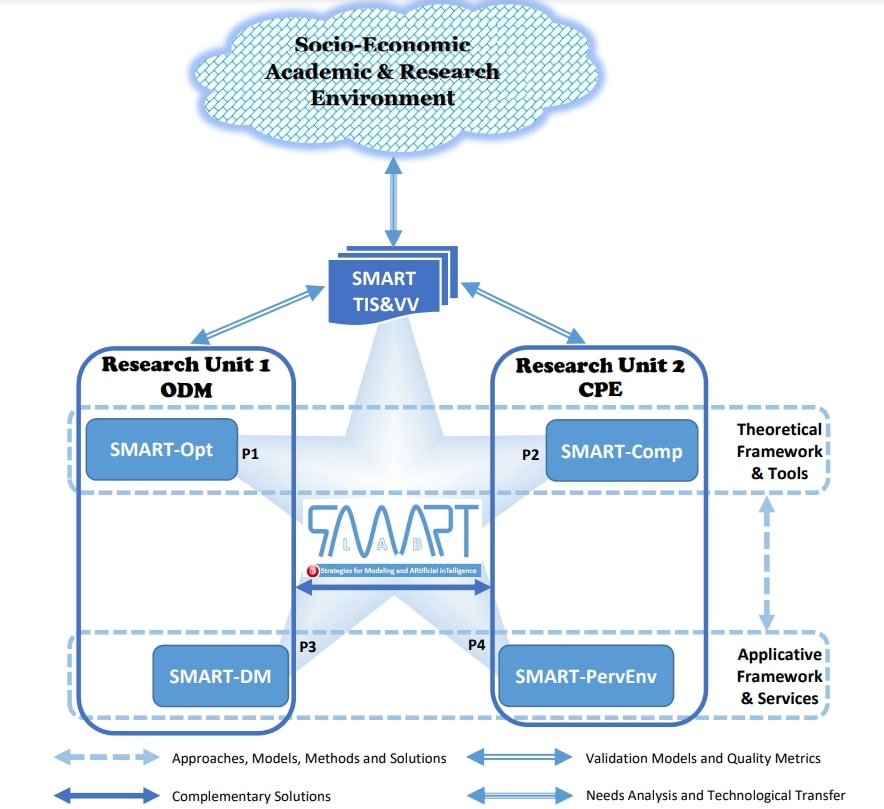 Socio-Economic
Academic & Research
Environment
SMART
TIS&VV
Research Unit 1
ODM
Research Unit 2
CPE
SMART-Opt
P1
P2
SMART-Comp
Theoretical
Framework
& Tools
SMART
LAB
Strategies for Modeling and ARtificial inTelligence
P3
P4
SMART-DM
SMART-PervEnv
Applicative
Framework
& Services
Approaches, Models, Methods and Solutions
Validation Models and Quality Metrics
Complementary Solutions
Needs Analysis and Technological Transfer